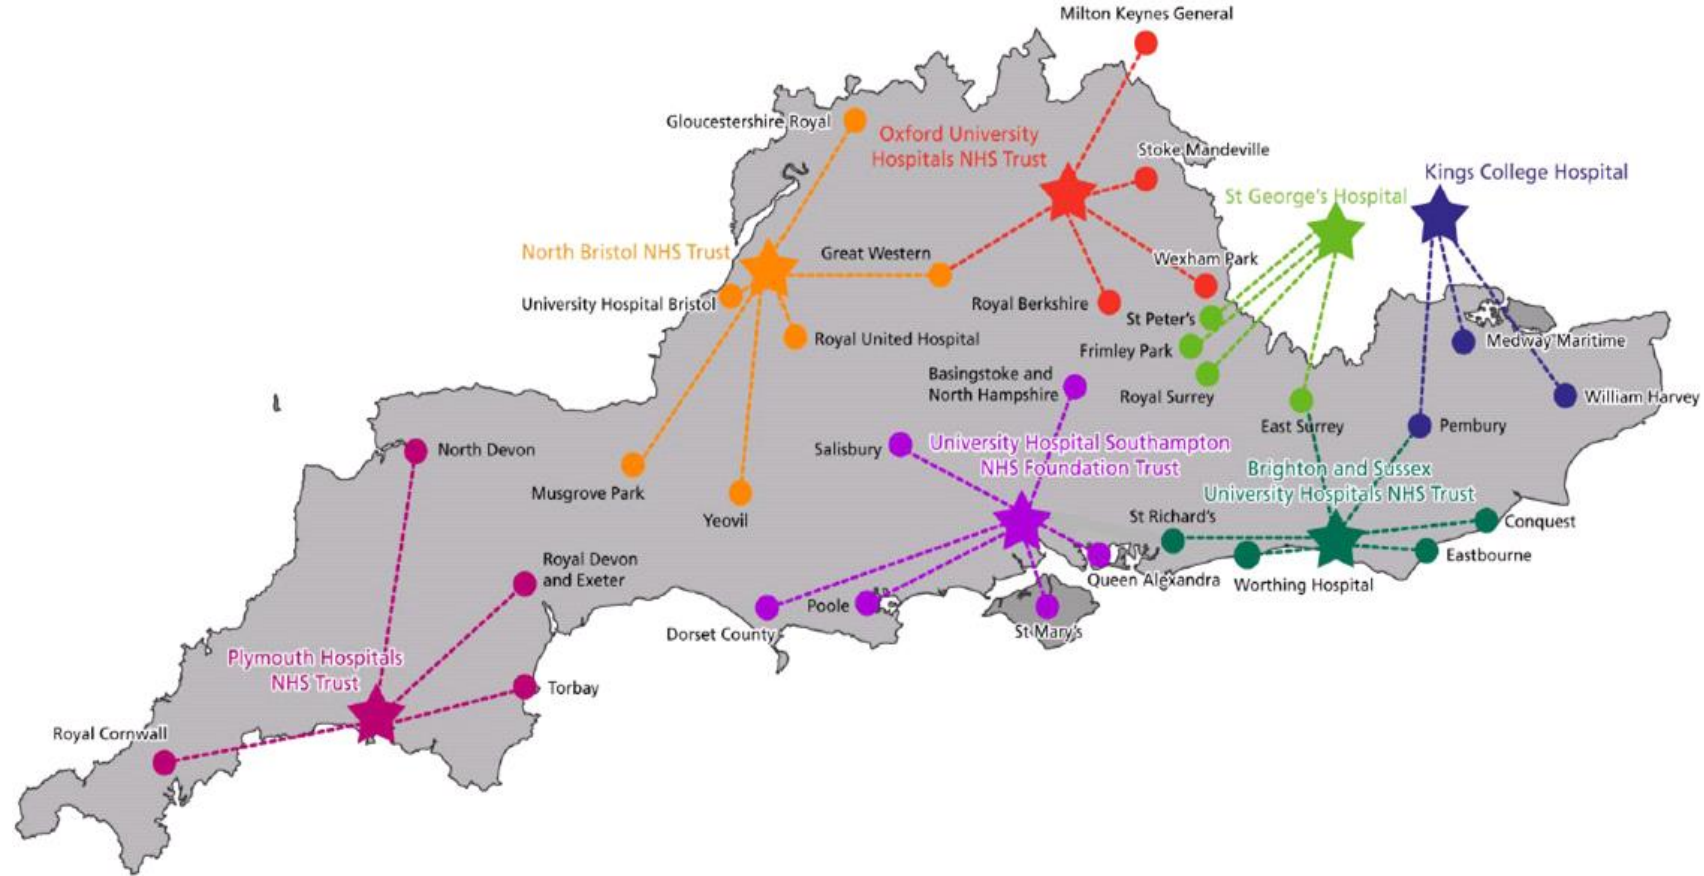 Milton Keynes General
Gloucestershire Royal
Oxford University
Hospitals NHS Trust
Stoke Mandeville
Kings College Hospital
St George's Hospital
North Bristol NHS Trust
Great Western
Wexham Park
University Hospital Bristol
Royal Berkshire
St Peter's
Royal United Hospital
Frimley Park
Medway Maritime
Basingstoke and
North Hampshire
Royal Surrey
William Harvey
East Surrey
Pembury
North Devon
Salisbury
University Hospital Southampton
NHS Foundation Trust
Brighton and Sussex
University Hospitals NHS Trust
Musgrove Park
Yeovil
St Richard's
Conquest
Eastbourne
Royal Devon
and Exeter
Queen Alexandra
Worthing Hospital
Poole
Dorset County
St Mary's
Plymouth Hospitals
NHS Trust
Torbay
Royal Cornwall